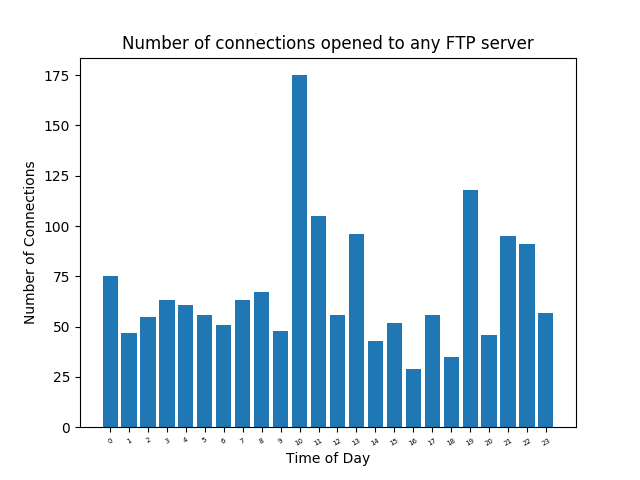 Number of connections opened to any FTP server
Number of Connections
175
150
125
100
75
50
25
0
0 1 2 3 4 5 6 7 8 9 10 11 12 13 14 15 16 17 18 19 20 21 22 23
Time of Day